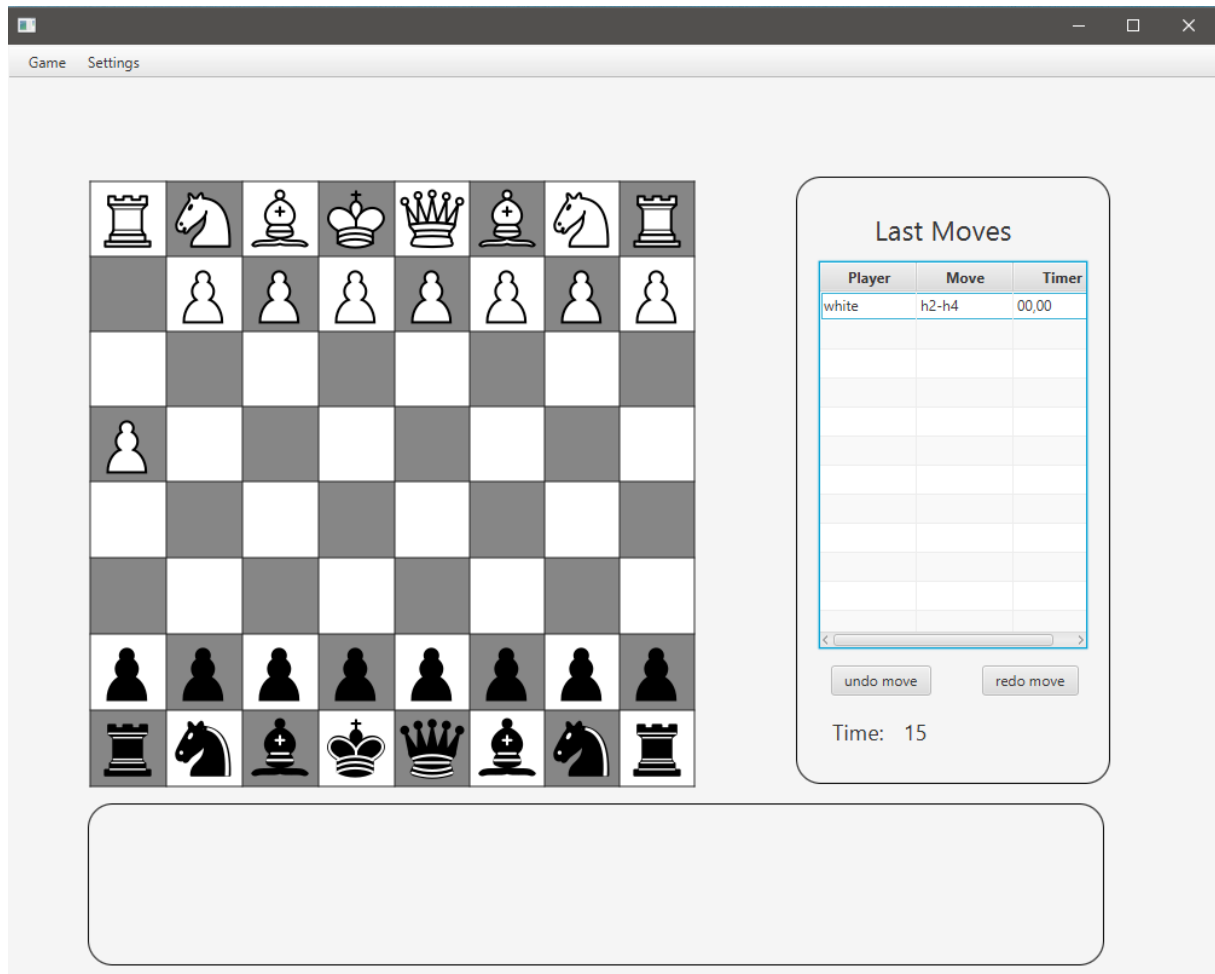 Game Settings
Last Moves
Player Move Timer
white h2-h4 00,00
undo move redo move
Time: 15